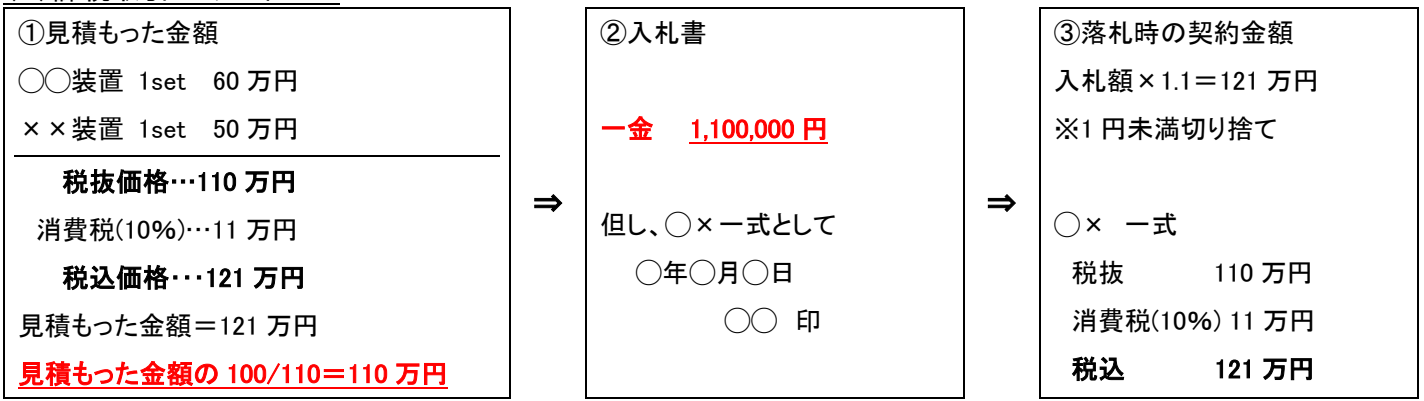 ①見積もった金額
◯◯装置 1set 60 万円
××装置 1set 50 万円
税抜価格…110 万円
消費税(10%)…11 万円
税込価格・・・121 万円
見積もった金額＝121 万円
見積もった金額の 100/110＝110 万円
⇒
②入札書
一金 1,100,000 円
但し、◯×一式として
◯年◯月◯日
◯◯ 印
⇒
③落札時の契約金額
入札額×1.1＝121 万円
※1 円未満切り捨て
◯× 一式
税抜 110 万円
消費税(10%) 11 万円
税込 121 万円